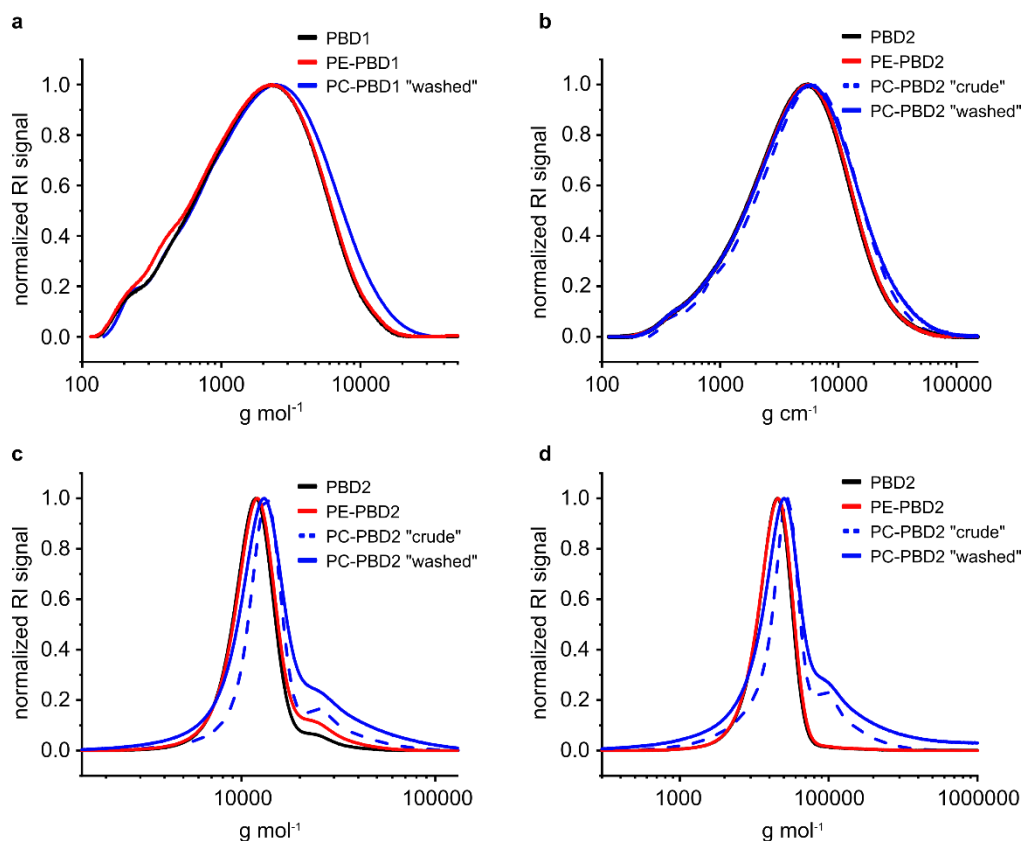 a
PBD1
PE-PBD1
PC-PBD1 "washed"
normalized RI signal
1.0
0.8
0.6
0.4
0.2
0.0
100
1000
10000
g mol-1
b
PBD2
PE-PBD2
PC-PBD2 "crude"
PC-PBD2 "washed"
normalized RI signal
1.0
0.8
0.6
0.4
0.2
0.0
100
1000
10000
100000
g cm-1
c
PBD2
PE-PBD2
PC-PBD2 "crude"
PC-PBD2 "washed"
normalized RI signal
1.0
0.8
0.6
0.4
0.2
0.0
10000
100000
g mol-1
d
PBD2
PE-PBD2
PC-PBD2 "crude"
PC-PBD2 "washed"
normalized RI signal
1.0
0.8
0.6
0.4
0.2
0.0
1000
100000
1000000
g mol-1